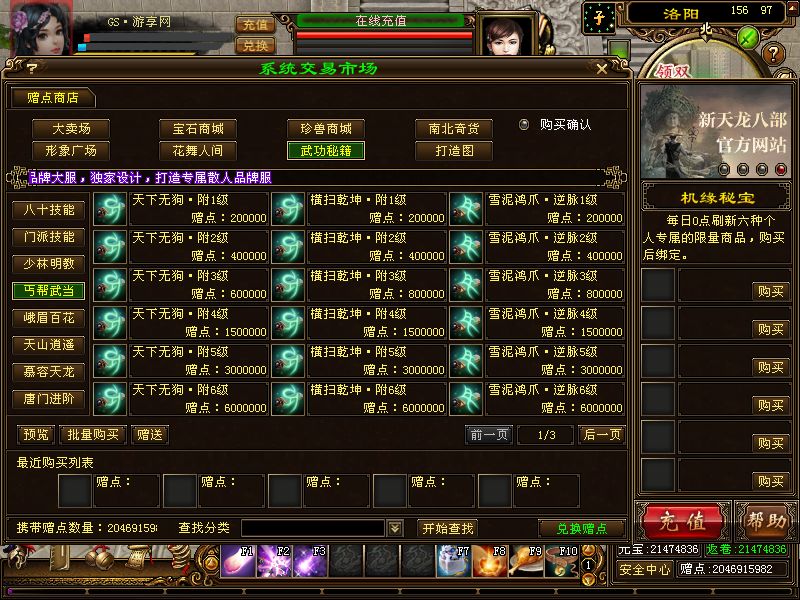 GS·游享网
充值
兑换
在线充值
洛阳
156 97
北
系统交易市场
领双
赠点商店
大卖场
宝石商城
珍兽商城
南北奇货
购买确认
形象广场
花舞人间
武功秘籍
打造图
品牌大服，独家设计，打造专属散人品牌服
新天龙八部
官方网站
八十技能
门派技能
少林明教
丐帮武当
峨眉百花
天山逍遥
慕容天龙
唐门进阶
天下无狗·附1级
赠点：200000
横扫乾坤·附1级
赠点：200000
雪泥鸿爪·逆脉1级
赠点：200000
天下无狗·附2级
赠点：400000
横扫乾坤·附2级
赠点：400000
雪泥鸿爪·逆脉2级
赠点：400000
天下无狗·附3级
赠点：600000
横扫乾坤·附3级
赠点：800000
雪泥鸿爪·逆脉3级
赠点：800000
天下无狗·附4级
赠点：1500000
横扫乾坤·附4级
赠点：1500000
雪泥鸿爪·逆脉4级
赠点：1500000
天下无狗·附5级
赠点：3000000
横扫乾坤·附5级
赠点：3000000
雪泥鸿爪·逆脉5级
赠点：3000000
天下无狗·附6级
赠点：6000000
横扫乾坤·附6级
赠点：6000000
雪泥鸿爪·逆脉6级
赠点：6000000
机缘秘宝
每日0点刷新六种个
人专属的限量商品，购买
后绑定。
购买
购买
购买
购买
购买
购买
预览
批量购买
赠送
前一页
1/3
后一页
最近购买列表
赠点：
赠点：
赠点：
赠点：
赠点：
携带赠点数量：20469159
查找分类
开始查找
兑换赠点
充值
帮助
F1
F2
F3
F7
F8
F9
F10
1
元宝:21474836
返卷:21474836
安全中心
赠点:2046915982